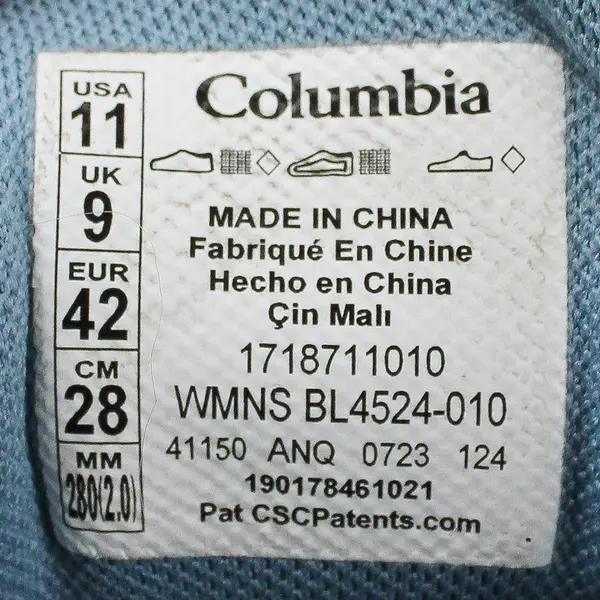 USA
11
UK
9
EUR
42
CM
28
MM
280(2.0)
Columbia
MADE IN CHINA
Fabriqué En Chine
Hecho en China
Çin Malı
1718711010
WMNS BL4524-010
41150 ANQ 0723 124
190178461021
Pat CSCPatents.com